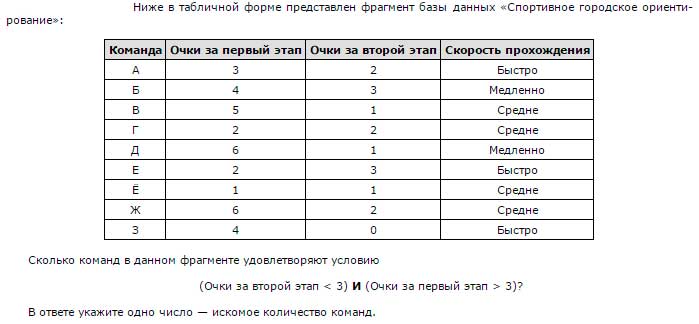 Ниже в табличной форме представлен фрагмент базы данных «Спортивное городское ориенти-
рование»:
Команда Очки за первый этап Очки за второй этап Скорость прохождения
А 3 2 Быстро
Б 4 3 Медленно
В 5 1 Средне
Г 2 2 Средне
Д 6 1 Медленно
Е 2 3 Быстро
Ё 1 1 Средне
Ж 6 2 Средне
З 4 0 Быстро
Сколько команд в данном фрагменте удовлетворяют условию
(Очки за второй этап < 3) И (Очки за первый этап > 3)?
В ответе укажите одно число — искомое количество команд.